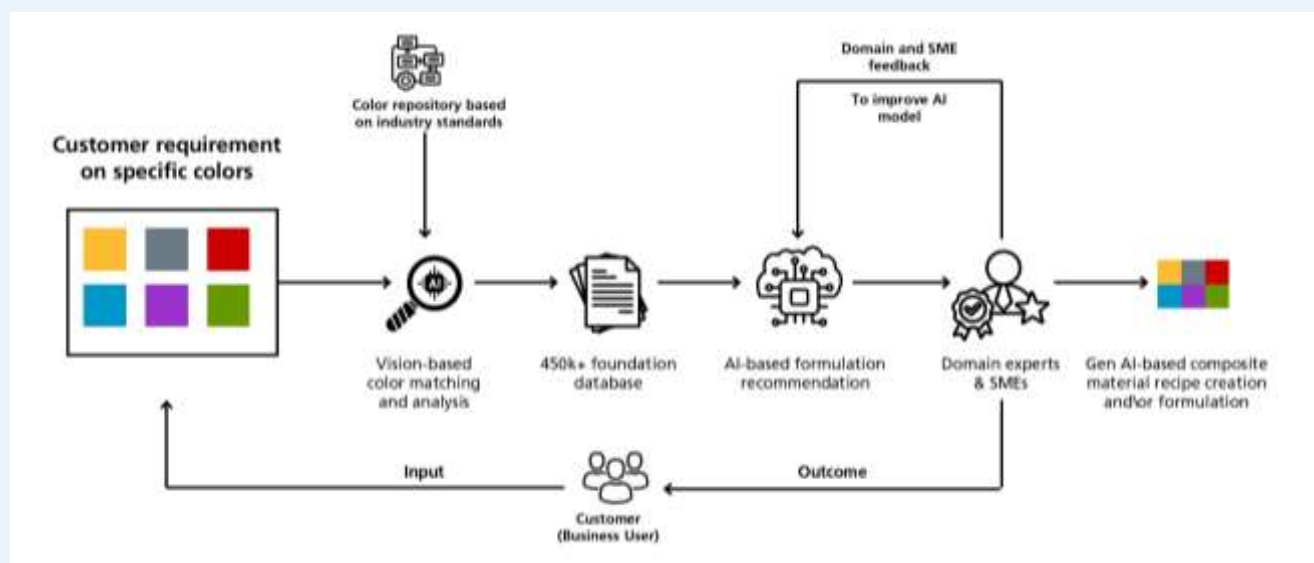 Color repository based
on industry standards
Domain and SME
feedback
To improve AI
model
Customer requirement
on specific colors
AI
Vision-based
color matching
and analysis
450k+ foundation
database
AI-based formulation
recommendation
Domain experts
& SMEs
Gen AI-based composite
material recipe creation
and\or formulation
Input
Outcome
Customer
(Business User)